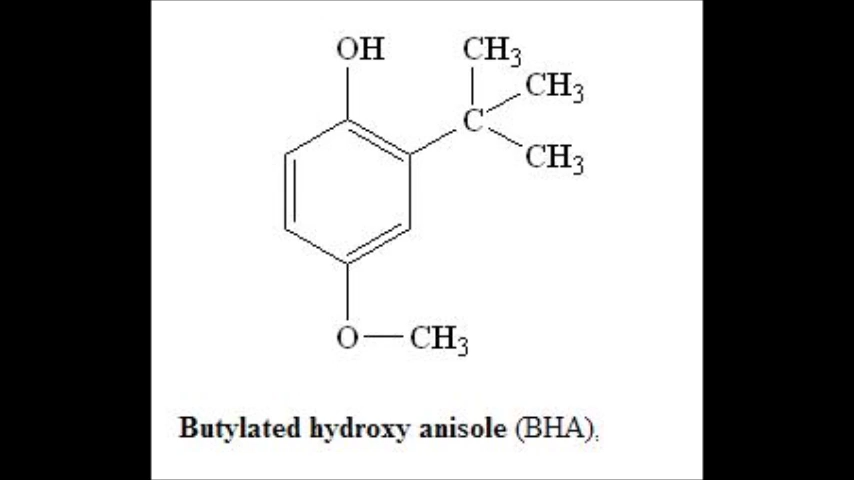 OH CH3
CH3
C
CH3
O CH3
Butylated hydroxy anisole (BHA),